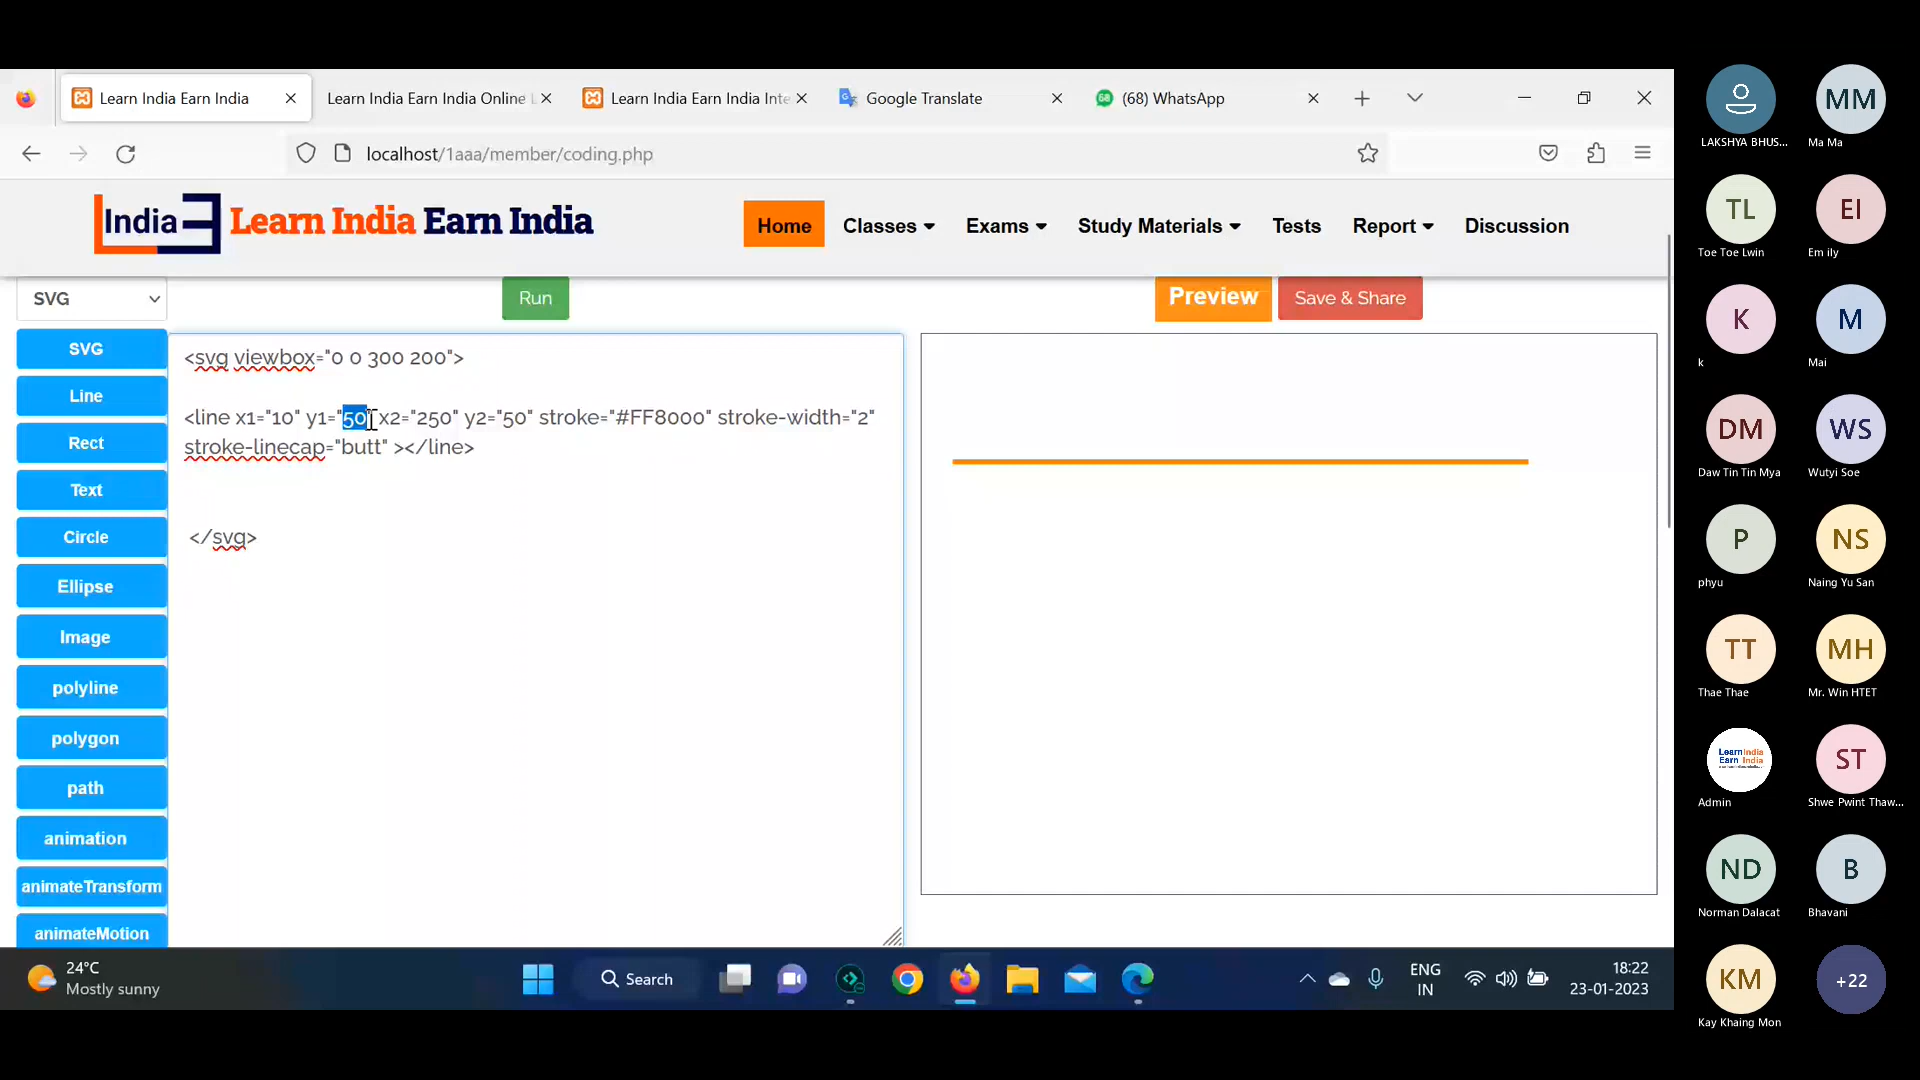 Learn India Earn India
Learn India Earn India Online
Learn India Earn India Inte
Google Translate
(68) WhatsApp
localhost/1aaa/member/coding.php
India
Learn India Earn India
Home
Classes
Exams
Study Materials
Tests
Report
Discussion
SVG
Run
Preview
Save & Share
SVG
Line
Rect
Text
Circle
Ellipse
Image
polyline
polygon
path
animation
animateTransform
animateMotion
<svg viewbox="0 0 300 200">
<line x1="10" y1="50" x2="250" y2="50" stroke="#FF8000" stroke-width="2"
stroke-linecap="butt" ></line>
</svg>
LAKSHYA BHUS...
MM
Ma Ma
TL
Toe Toe Lwin
EI
Em ily
K
k
M
Mai
DM
Daw Tin Tin Mya
WS
Wutyi Soe
P
phyu
NS
Naing Yu San
TT
Thae Thae
MH
Mr. Win HTET
Learn India
Earn India
Admin
ST
Shwe Pwint Thaw...
ND
Norman Dalacat
B
Bhavani
KM
Kay Khaing Mon
+22
24°C
Mostly sunny
Search
ENG
IN
18:22
23-01-2023